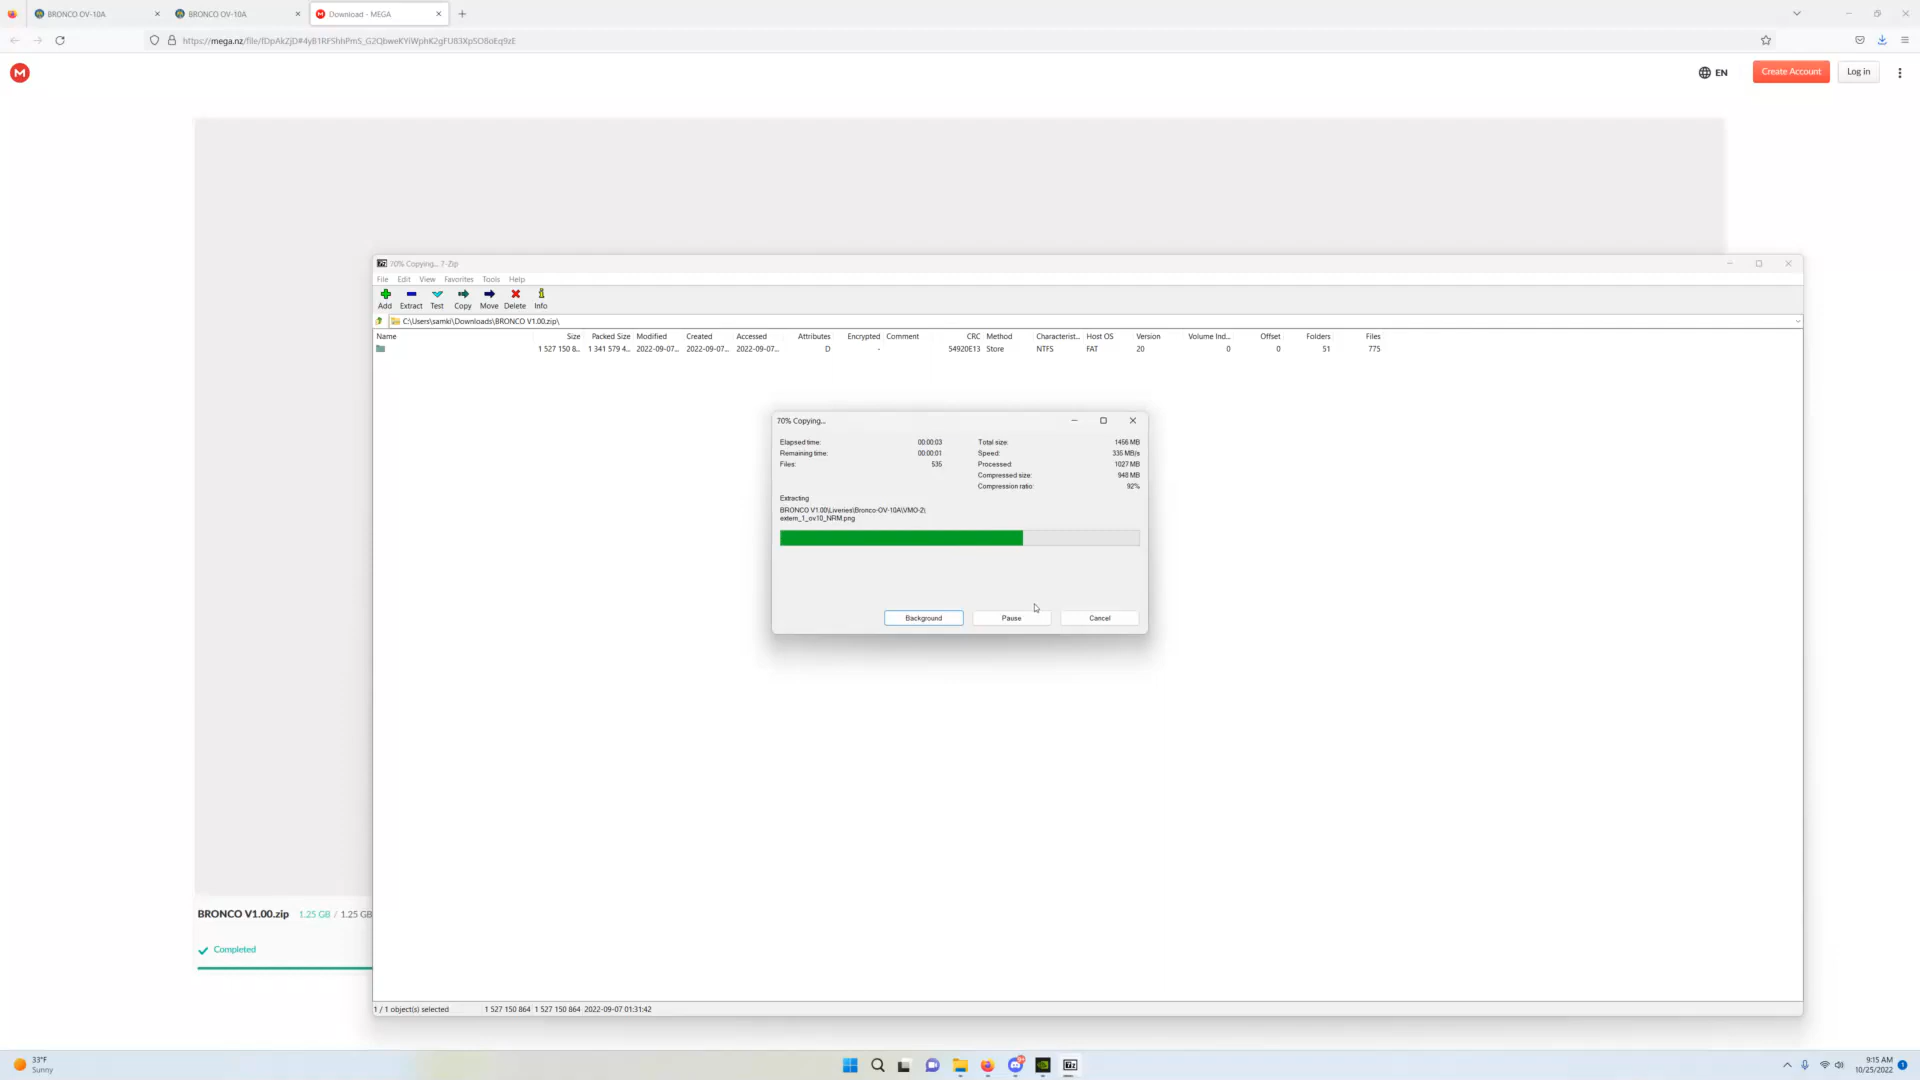 BRONCO OV-10A
BRONCO OV-10A
Download - MEGA
EN
Create Account
Log in
70% Copying... 7-Zip
File Edit View Favorites Tools Help
Add Extract Test Copy Move Delete Info
C:\Users\samki\Downloads\BRONCO V1.00.zip\
Name Size Packed Size Modified Created Accessed Attributes Encrypted Comment CRC Method Characterist... Host OS Version Volume Ind... Offset Folders Files
1 527 150 8... 1 341 579 4... 2022-09-07... 2022-09-07... 2022-09-07... D - 54920E13 Store NTFS FAT 20 0 0 51 775
70% Copying...
Elapsed time: 00:00:03 Total size: 1456 MB
Remaining time: 00:00:01 Speed: 335 MB/s
Files: 535 Processed: 1027 MB
Compressed size: 948 MB
Compression ratio: 92%
Extracting
BRONCO V1.00\Liveries\Bronco-OV-10A\VMO-2\
extern_1_ov10_NRM.png
Background Pause Cancel
BRONCO V1.00.zip 1.25 GB / 1.25 GB
Completed
1 / 1 object(s) selected 1 527 150 864 1 527 150 864 2022-09-07 01:31:42
33°F
Sunny
9:15 AM
10/25/2022